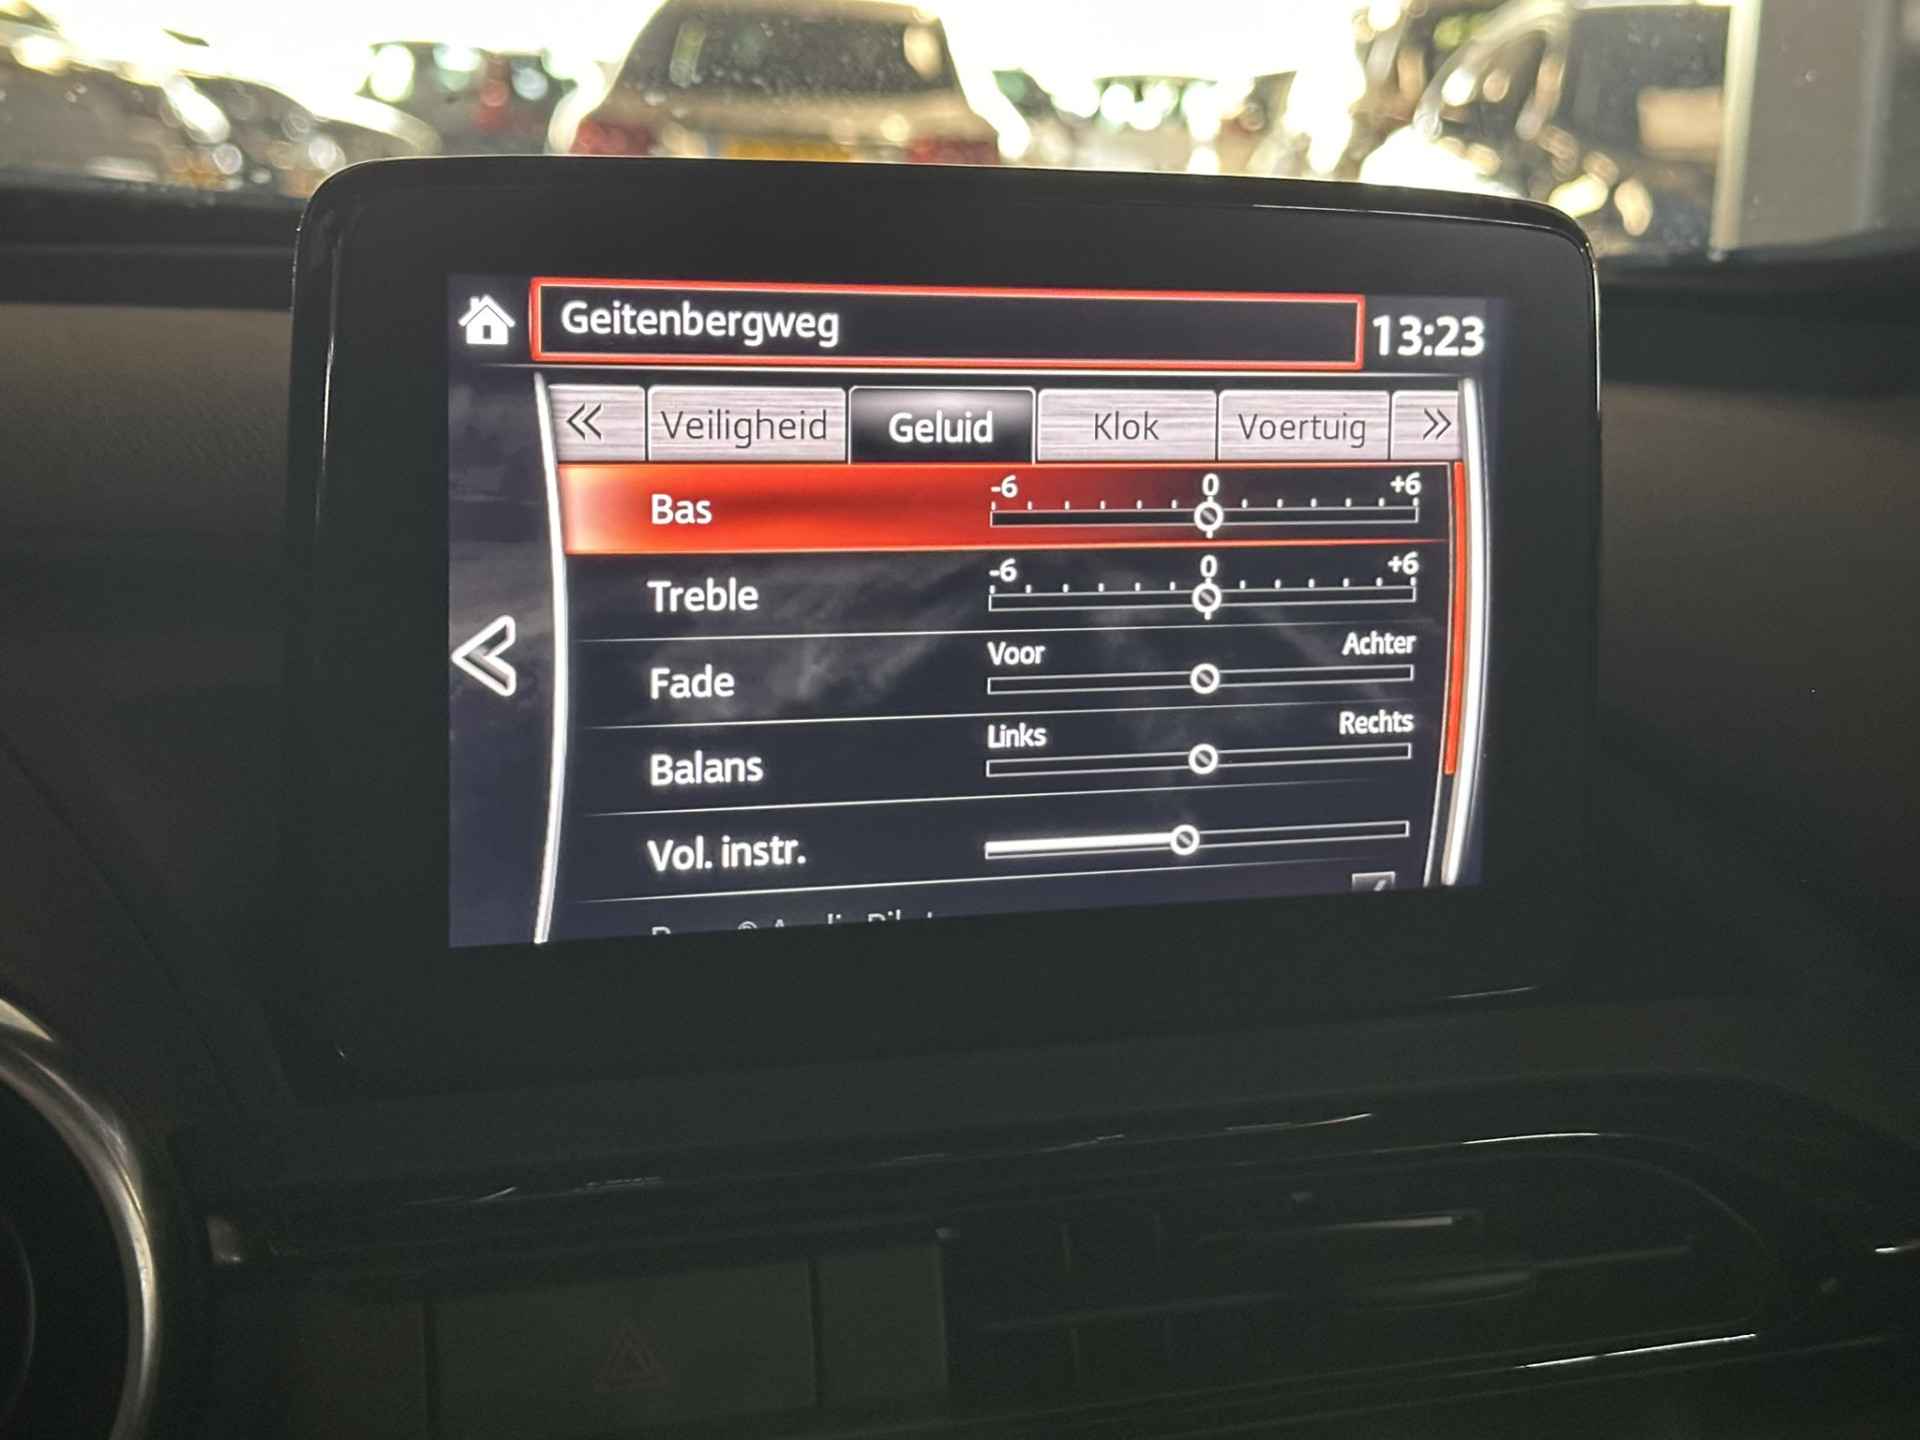 Geitenbergweg 13:23
« Veiligheid Geluid Klok Voertuig »
Bas -6 0 +6
Treble -6 0 +6
Fade Voor Achter
Balans Links Rechts
Vol. instr.